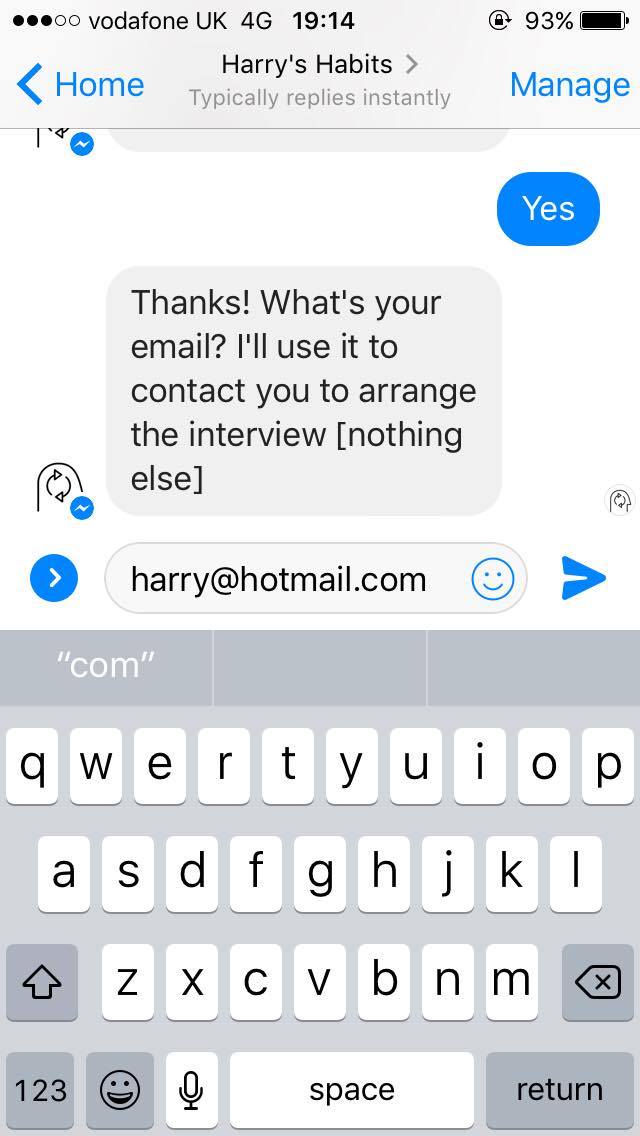 vodafone UK 4G 19:14 93%
Home Harry's Habits Manage
Typically replies instantly
Yes
Thanks! What's your
email? I'll use it to
contact you to arrange
the interview [nothing
else]
harry@hotmail.com
"com"
q w e r t y u i o p
a s d f g h j k l
z x c v b n m
123 space return